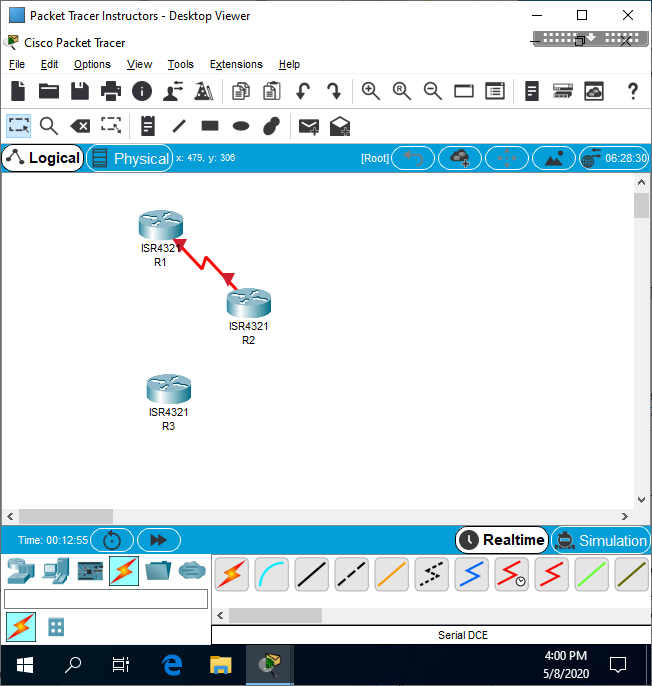 Packet Tracer Instructors - Desktop Viewer
Cisco Packet Tracer
File Edit Options View Tools Extensions Help
Logical Physical x: 479, y: 306 [Root] 06:28:30
ISR4321
R1
ISR4321
R2
ISR4321
R3
Time: 00:12:55 Realtime Simulation
Serial DCE
4:00 PM
5/8/2020